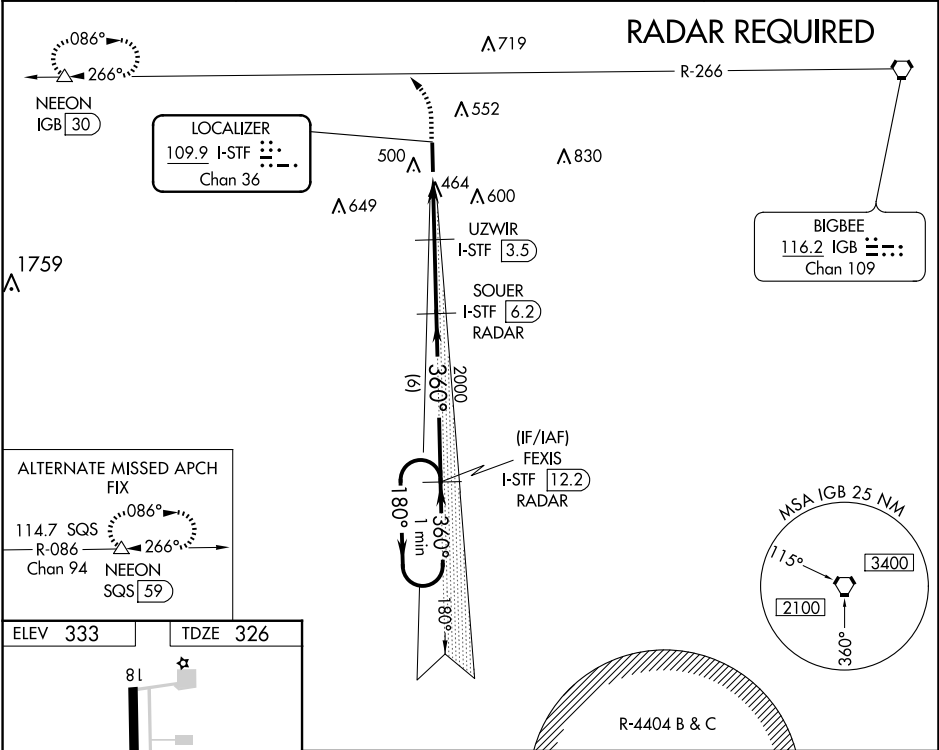 RADAR REQUIRED
086°
266°
NEEON
IGB 30
719
R-266
552
LOCALIZER
109.9 I-STF
Chan 36
500
830
464
600
649
UZWIR
I-STF 3.5
BIGBEE
116.2 IGB
Chan 109
1759
SOUER
I-STF 6.2
RADAR
(6)
360°
2000
(IF/IAF)
FEXIS
I-STF 12.2
RADAR
180°
1 min
360°
180°
ALTERNATE MISSED APCH
FIX
086°
114.7 SQS
R-086
266°
Chan 94
NEEON
SQS 59
MSA IGB 25 NM
115°
3400
2100
360°
ELEV 333
TDZE 326
18
R-4404 B & C